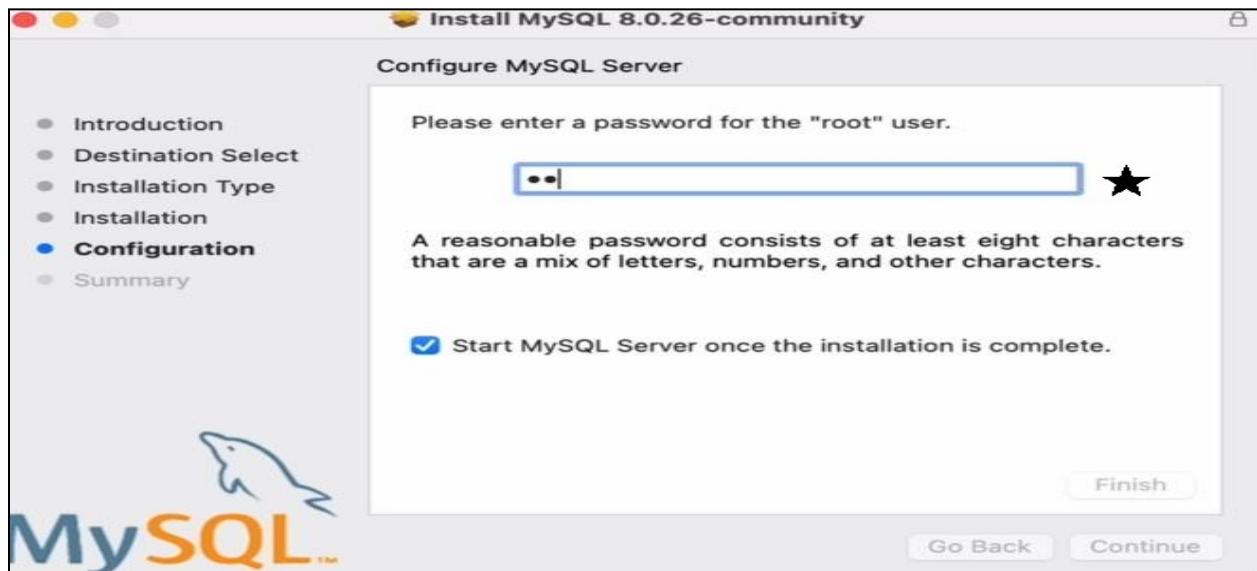 Install MySQL 8.0.26-community
Configure MySQL Server
Introduction
Destination Select
Installation Type
Installation
Configuration
Summary
Please enter a password for the "root" user.
••
A reasonable password consists of at least eight characters
that are a mix of letters, numbers, and other characters.
Start MySQL Server once the installation is complete.
Finish
MySQL™
Go Back Continue